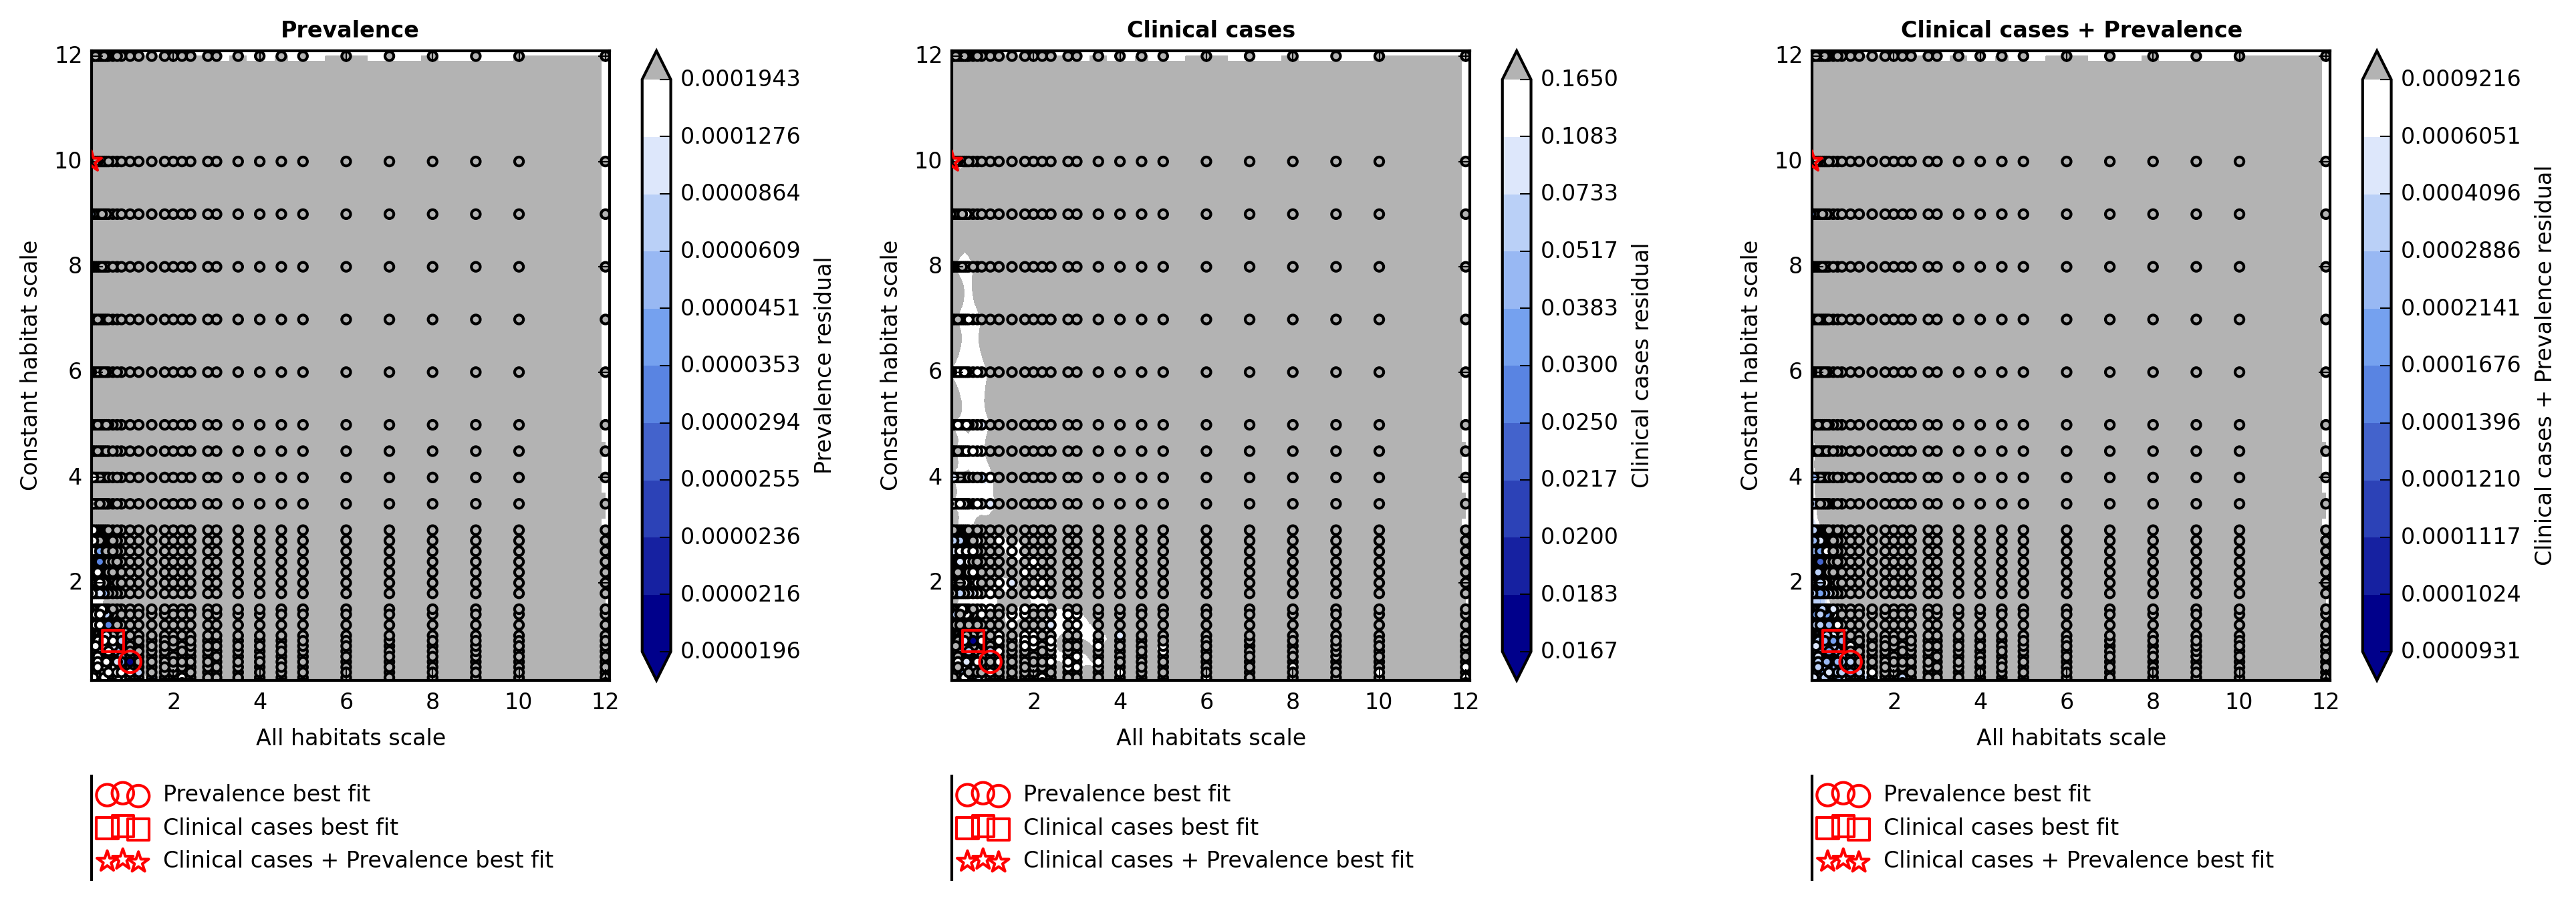 Prevalence
Constant habitat scale
12
10
8
6
4
2
2 4 6 8 10 12
All habitats scale
0.0001943
0.0001276
0.0000864
0.0000609
0.0000451
0.0000353
0.0000294
0.0000255
0.0000236
0.0000216
0.0000196
Prevalence residual
Prevalence best fit
Clinical cases best fit
Clinical cases + Prevalence best fit
Clinical cases
Constant habitat scale
12
10
8
6
4
2
2 4 6 8 10 12
All habitats scale
0.1650
0.1083
0.0733
0.0517
0.0383
0.0300
0.0250
0.0217
0.0200
0.0183
0.0167
Clinical cases residual
Prevalence best fit
Clinical cases best fit
Clinical cases + Prevalence best fit
Clinical cases + Prevalence
Constant habitat scale
12
10
8
6
4
2
2 4 6 8 10 12
All habitats scale
0.0009216
0.0006051
0.0004096
0.0002886
0.0002141
0.0001676
0.0001396
0.0001210
0.0001117
0.0001024
0.0000931
Clinical cases + Prevalence residual
Prevalence best fit
Clinical cases best fit
Clinical cases + Prevalence best fit